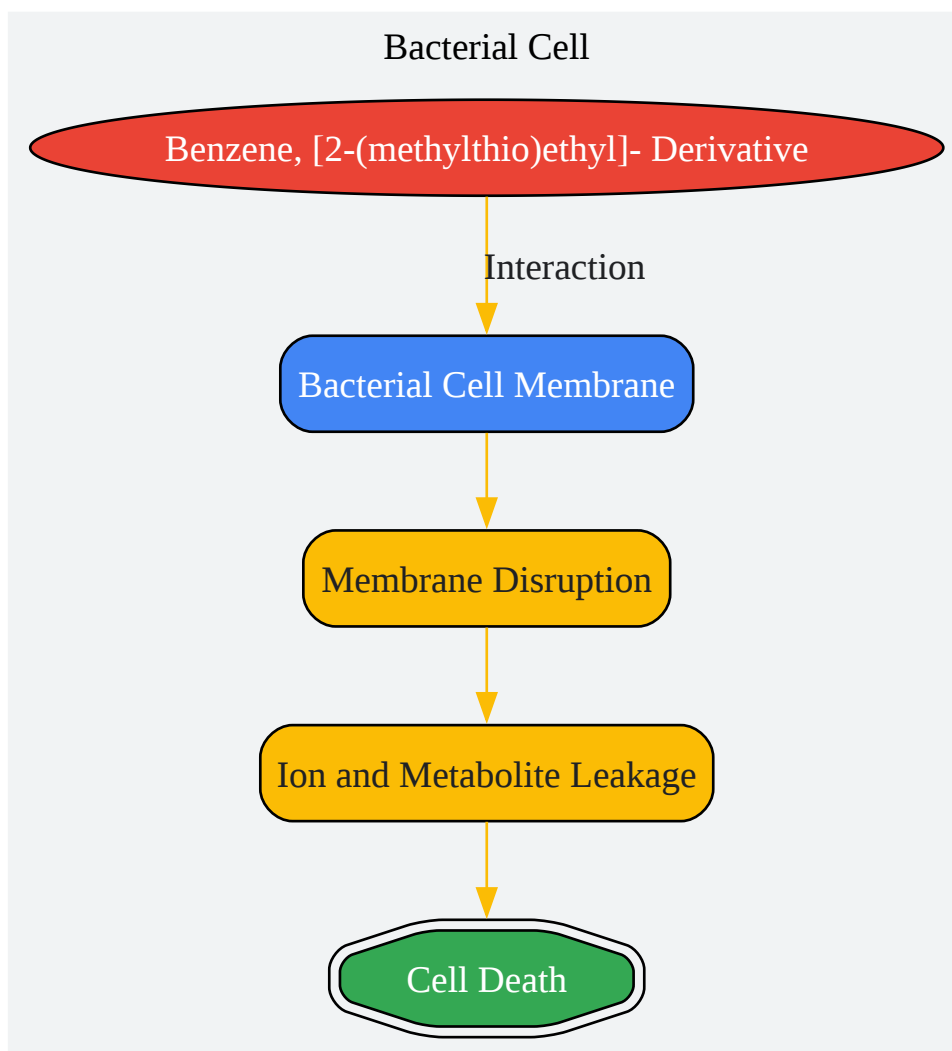 Bacterial Cell
Benzene, [2-(methylthio)ethyl]- Derivative
Interaction
Bacterial Cell Membrane
Membrane Disruption
Ion and Metabolite Leakage
Cell Death